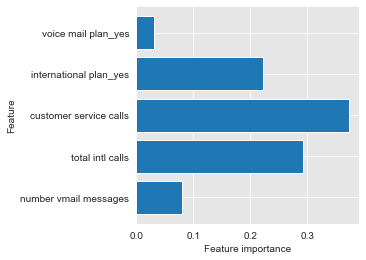 voice mail plan_yes
international plan_yes
customer service calls
total intl calls
number vmail messages
Feature
0.0 0.1 0.2 0.3
Feature importance